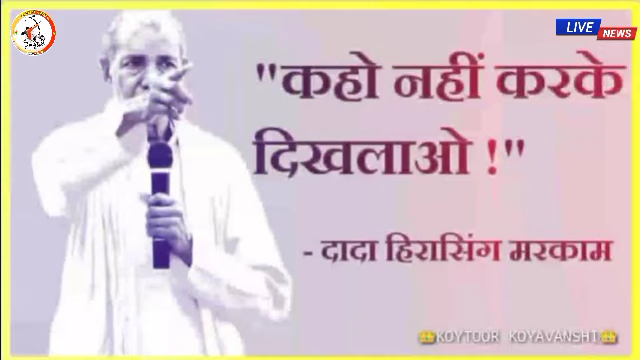 LIVE
NEWS
"कहो नहीं करके
दिखलाओ !"
- दादा हिरासिंग मरकाम
KOYTOOR KOYAVANSHI